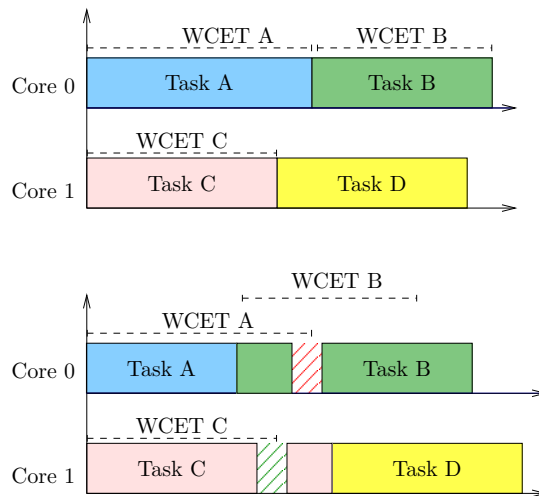 WCET A WCET B
Core 0 Task A Task B
WCET C
Core 1 Task C Task D
WCET B
WCET A
Core 0 Task A Task B
WCET C
Core 1 Task C Task D